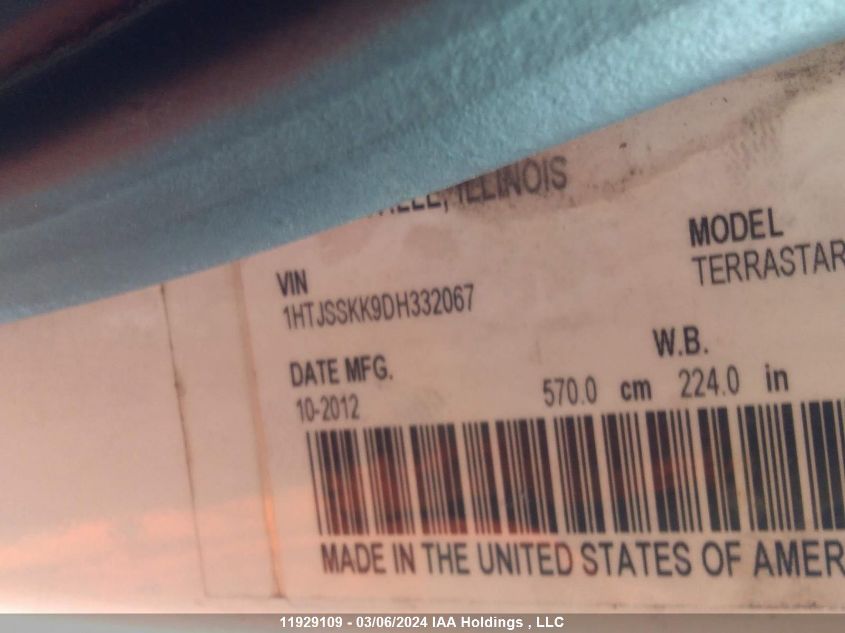 ILLINOIS
MODEL
TERRASTAR
VIN
1HTJSSKK9DH332067
W.B.
DATE MFG.
10-2012 570.0 cm 224.0 in
MADE IN THE UNITED STATES OF AMER
11929109 - 03/06/2024 IAA Holdings , LLC